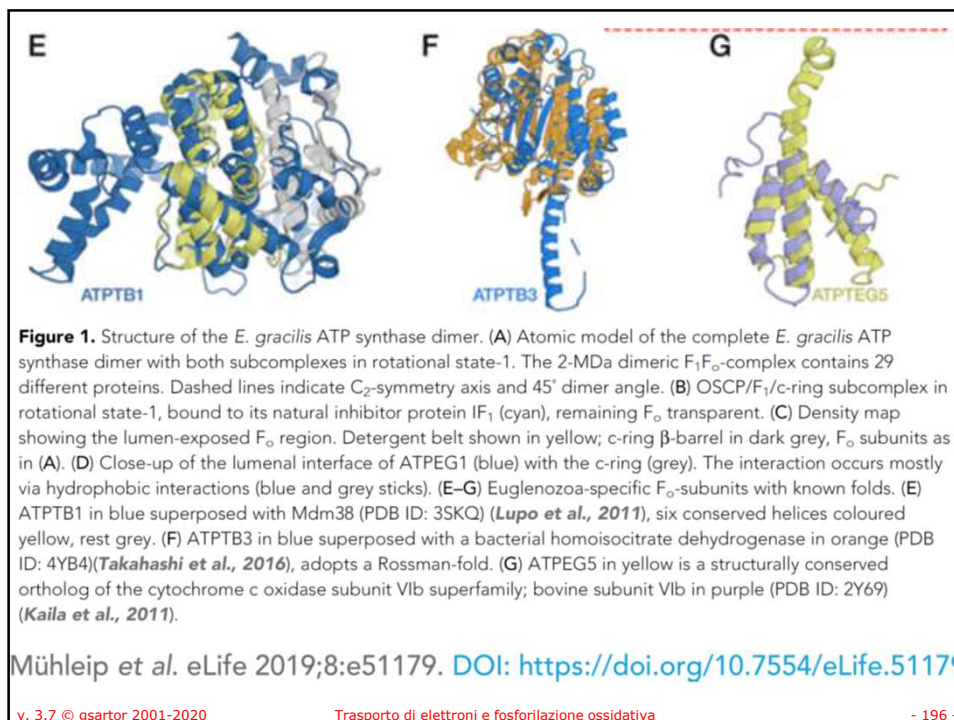 E
F
G
ATPTB1
ATPTB3
ATPTEG5
Figure 1. Structure of the E. gracilis ATP synthase dimer. (A) Atomic model of the complete E. gracilis ATP
synthase dimer with both subcomplexes in rotational state-1. The 2-MDa dimeric F₁Fₒ-complex contains 29
different proteins. Dashed lines indicate C₂-symmetry axis and 45° dimer angle. (B) OSCP/F₁/c-ring subcomplex in
rotational state-1, bound to its natural inhibitor protein IF₁ (cyan), remaining Fₒ transparent. (C) Density map
showing the lumen-exposed Fₒ region. Detergent belt shown in yellow; c-ring β-barrel in dark grey, Fₒ subunits as
in (A). (D) Close-up of the lumenal interface of ATPEG1 (blue) with the c-ring (grey). The interaction occurs mostly
via hydrophobic interactions (blue and grey sticks). (E–G) Euglenozoa-specific Fₒ-subunits with known folds. (E)
ATPTB1 in blue superposed with Mdm38 (PDB ID: 3SKQ) (Lupo et al., 2011), six conserved helices coloured
yellow, rest grey. (F) ATPTB3 in blue superposed with a bacterial homoisocitrate dehydrogenase in orange (PDB
ID: 4YB4)(Takahashi et al., 2016), adopts a Rossman-fold. (G) ATPEG5 in yellow is a structurally conserved
ortholog of the cytochrome c oxidase subunit VIb superfamily; bovine subunit VIb in purple (PDB ID: 2Y69)
(Kaila et al., 2011).
Mühleip et al. eLife 2019;8:e51179. DOI: https://doi.org/10.7554/eLife.51179
v. 3.7 © gsartor 2001-2020
Trasporto di elettroni e fosforilazione ossidativa
- 196 -